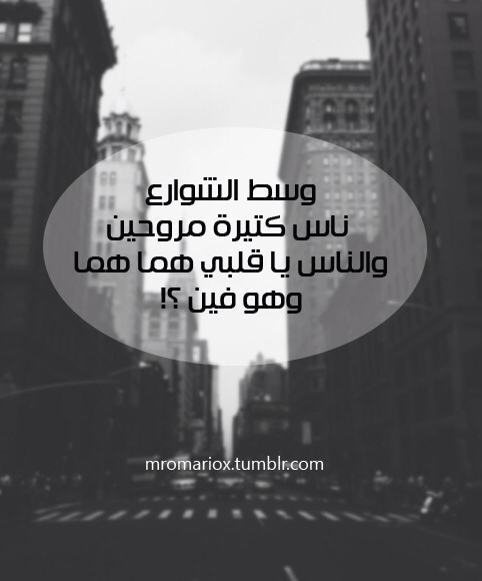 وسط الشوارع
ناس كتيرة مروحين
والناس يا قلبي هما هما
وهو فين ؟!
mromariox.tumblr.com